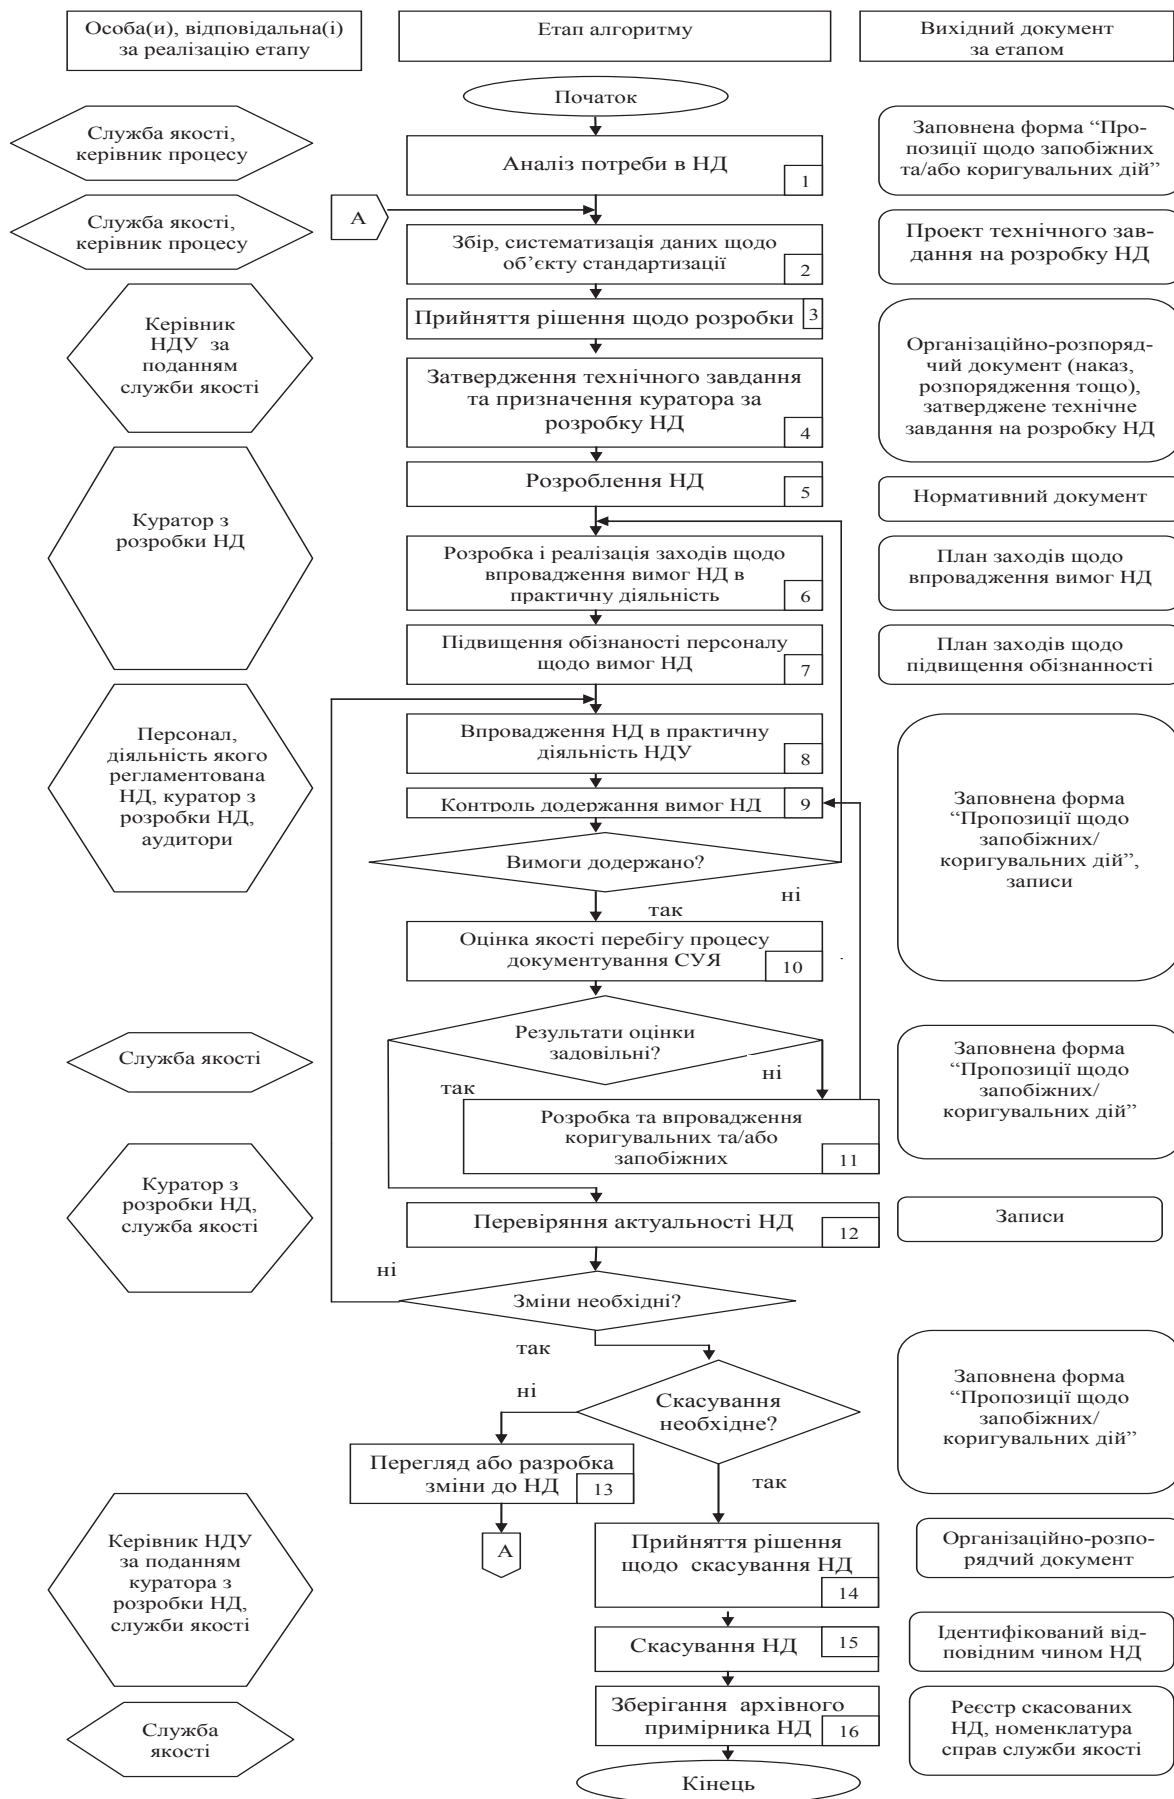 Особа(и), відповідальна(і)
за реалізацію етапу
Етап алгоритму
Вихідний документ
за етапом
Початок
Служба якості,
керівник процесу
Аналіз потреби в НД
1
Заповнена форма “Про-
позиції щодо запобіжних
та/або коригувальних дій”
Служба якості,
керівник процесу
А
Збір, систематизація даних щодо
об’єкту стандартизації
2
Проект технічного зав-
дання на розробку НД
Керівник
НДУ за
поданням
служби якості
Прийняття рішення щодо розробки
3
Затвердження технічного завдання
та призначення куратора за
розробку НД
4
Організаційно-розпоряд-
чий документ (наказ,
розпорядження тощо),
затверджене технічне
завдання на розробку НД
Розроблення НД
5
Нормативний документ
Куратор з
розробки НД
Розробка і реалізація заходів щодо
впровадження вимог НД в
практичну діяльність
6
План заходів щодо
впровадження вимог НД
Підвищення обізнаності персоналу
щодо вимог НД
7
План заходів щодо
підвищення обізнанності
Персонал,
діяльність якого
регламентована
НД, куратор з
розробки НД,
аудитори
Впровадження НД в практичну
діяльність НДУ
8
Контроль додержання вимог НД
9
Заповнена форма
“Пропозиції щодо
запобіжних/
коригувальних дій”,
записи
Вимоги додержано?
ні
так
Оцінка якості перебігу процесу
документування СУЯ
10
Результати оцінки
задовільні?
ні
так
Служба якості
Заповнена форма
“Пропозиції щодо
запобіжних/
коригувальних дій”
Розробка та впровадження
коригувальних та/або
запобіжних
11
Куратор з
розробки НД,
служба якості
Перевіряння актуальності НД
12
Записи
ні
Зміни необхідні?
так
ні
Скасування
необхідне?
Заповнена форма
“Пропозиції щодо
запобіжних/
коригувальних дій”
Перегляд або разробка
зміни до НД
13
так
А
Керівник НДУ
за поданням
куратора з
розробки НД,
служби якості
Прийняття рішення
щодо скасування НД
14
Організаційно-розпо-
рядчий документ
Скасування НД
15
Ідентифікований від-
повідним чином НД
Служба
якості
Зберігання архівного
примірника НД
16
Реєстр скасованих
НД, номенклатура
справ служби якості
Кінець